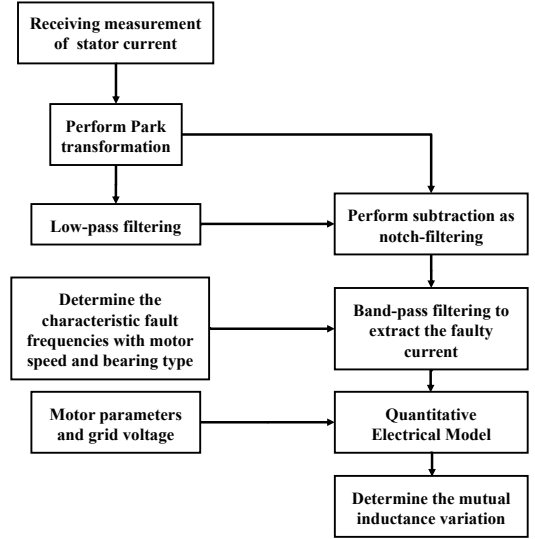 Receiving measurement
of stator current
Perform Park
transformation
Low-pass filtering
Perform subtraction as
notch-filtering
Determine the
characteristic fault
frequencies with motor
speed and bearing type
Band-pass filtering to
extract the faulty
current
Motor parameters
and grid voltage
Quantitative
Electrical Model
Determine the mutual
inductance variation